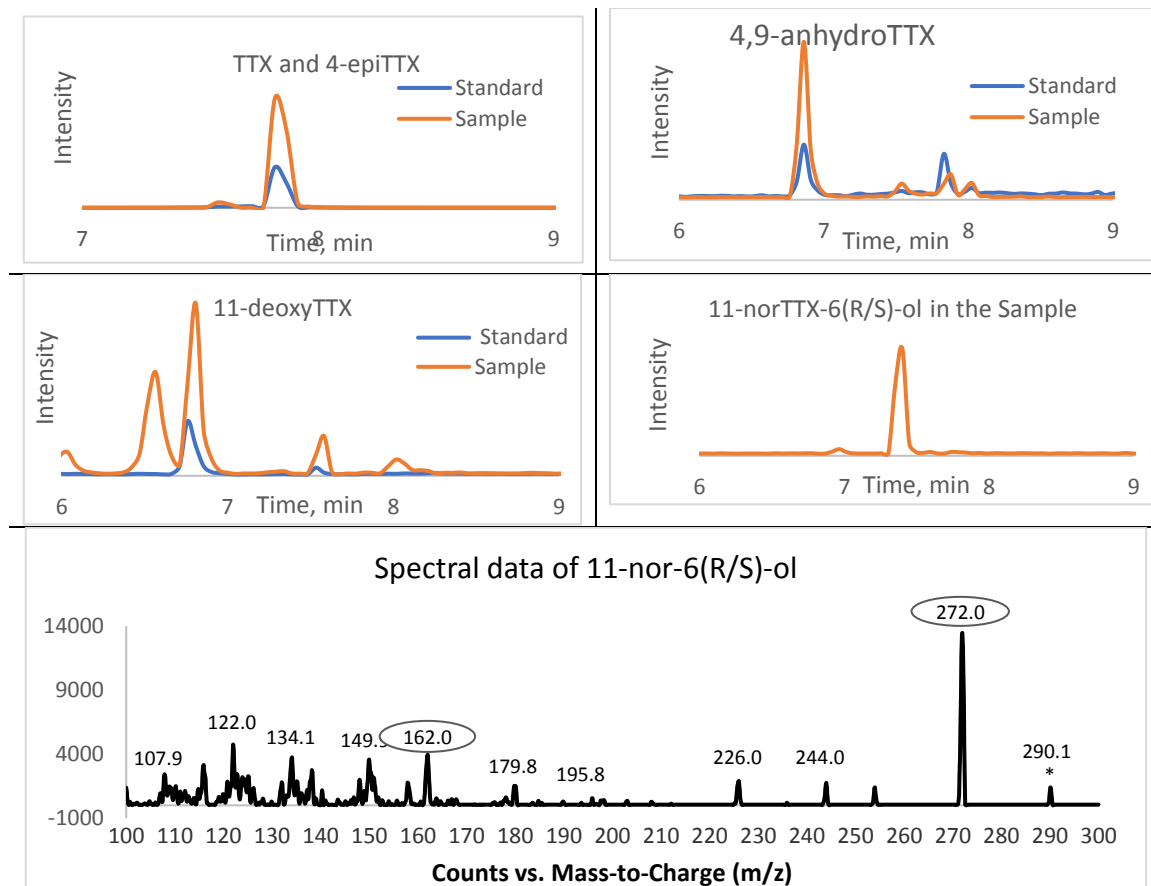 TTX and 4-epiTTX
Standard
Sample
Intensity
7 8 9
Time, min
4,9-anhydroTTX
Standard
Sample
Intensity
6 7 8 9
Time, min
11-deoxyTTX
Standard
Sample
Intensity
6 7 8 9
Time, min
11-norTTX-6(R/S)-ol in the Sample
Intensity
6 7 8 9
Time, min
Spectral data of 11-nor-6(R/S)-ol
14000
9000
4000
-1000
107.9 122.0 134.1 162.0 179.8 195.8 226.0 244.0 272.0 290.1
*
100 110 120 130 140 150 160 170 180 190 200 210 220 230 240 250 260 270 280 290 300
Counts vs. Mass-to-Charge (m/z)